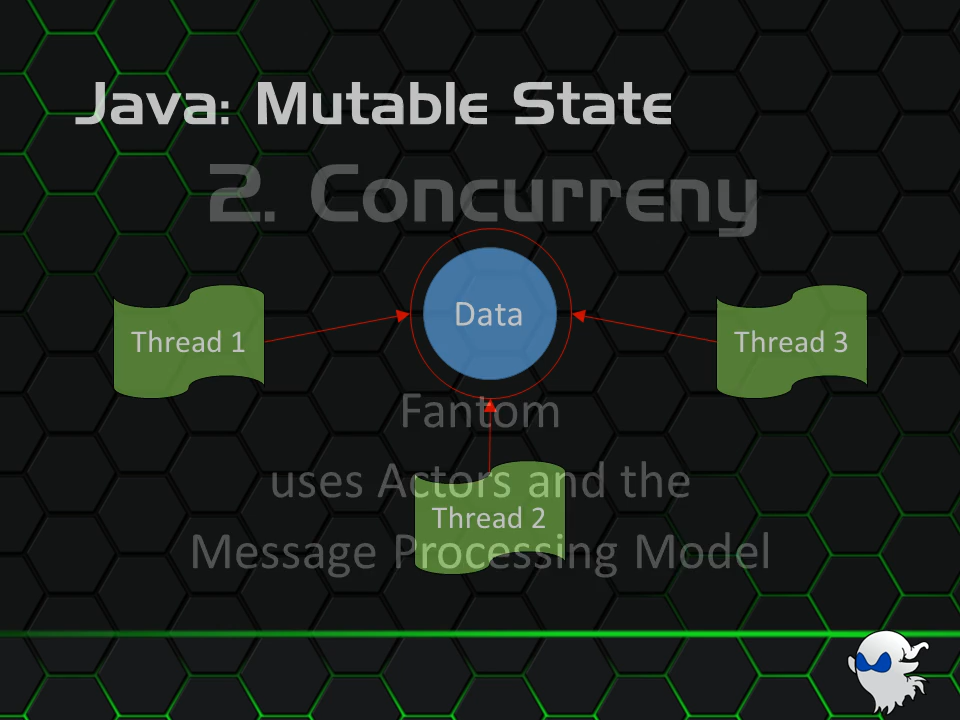 Java: Mutable State
2. Concurreny
Data
Thread 1
Thread 3
Fantom
uses Actors and the
Thread 2
Message Processing Model